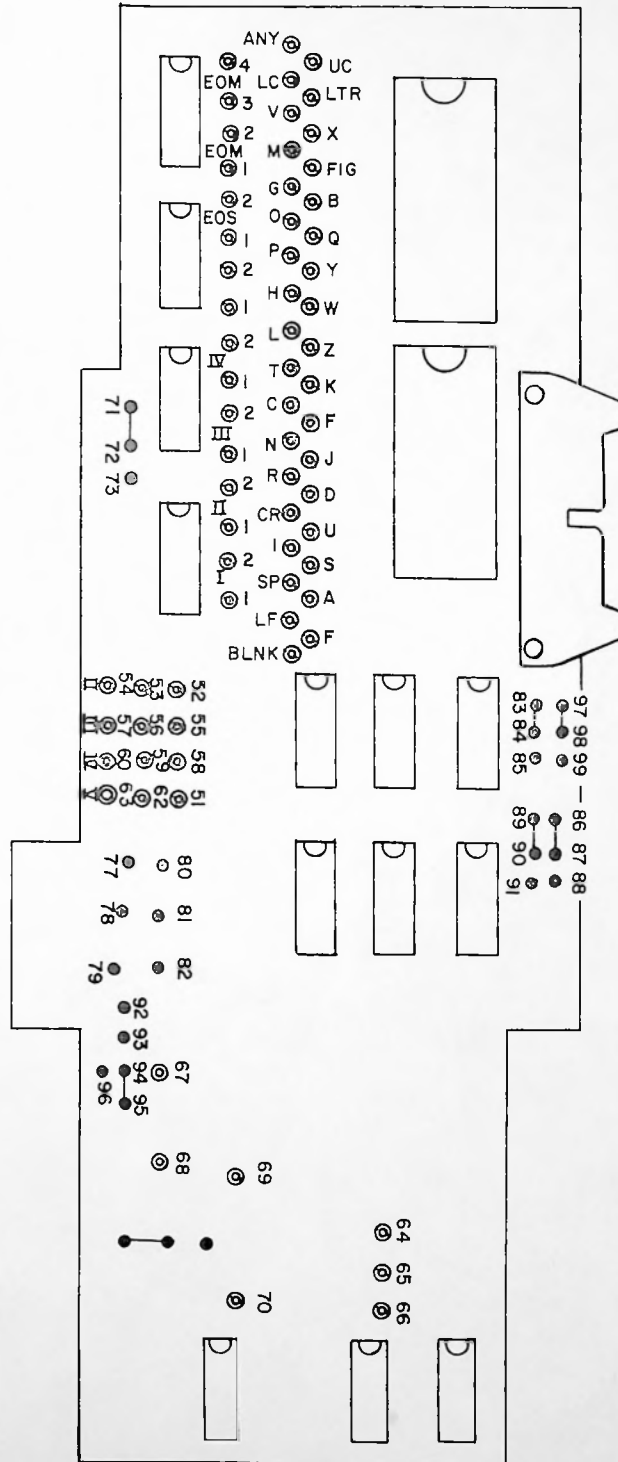 ANY
4 UC
EOM LC
3 LTR
V
2 X
EOM M
1 FIG
G
2 B
EOS O
1 Q
P
2 Y
H
1 W
L
2 Z
IV T
1 K
71 C
2 F
72 III N
1 J
73 R
2 D
II CR
1 U
I
2 S
I SP
1 A
LF
F
BLNK
II 54 53 52
83 97
III 57 56 55
84 98
IV 60 59 58
85 99
V 63 62 51
89 86
77 80
90 87
91 88
78 81
79 82
92
93
96 94 67
95
68
69
64
65
70
66